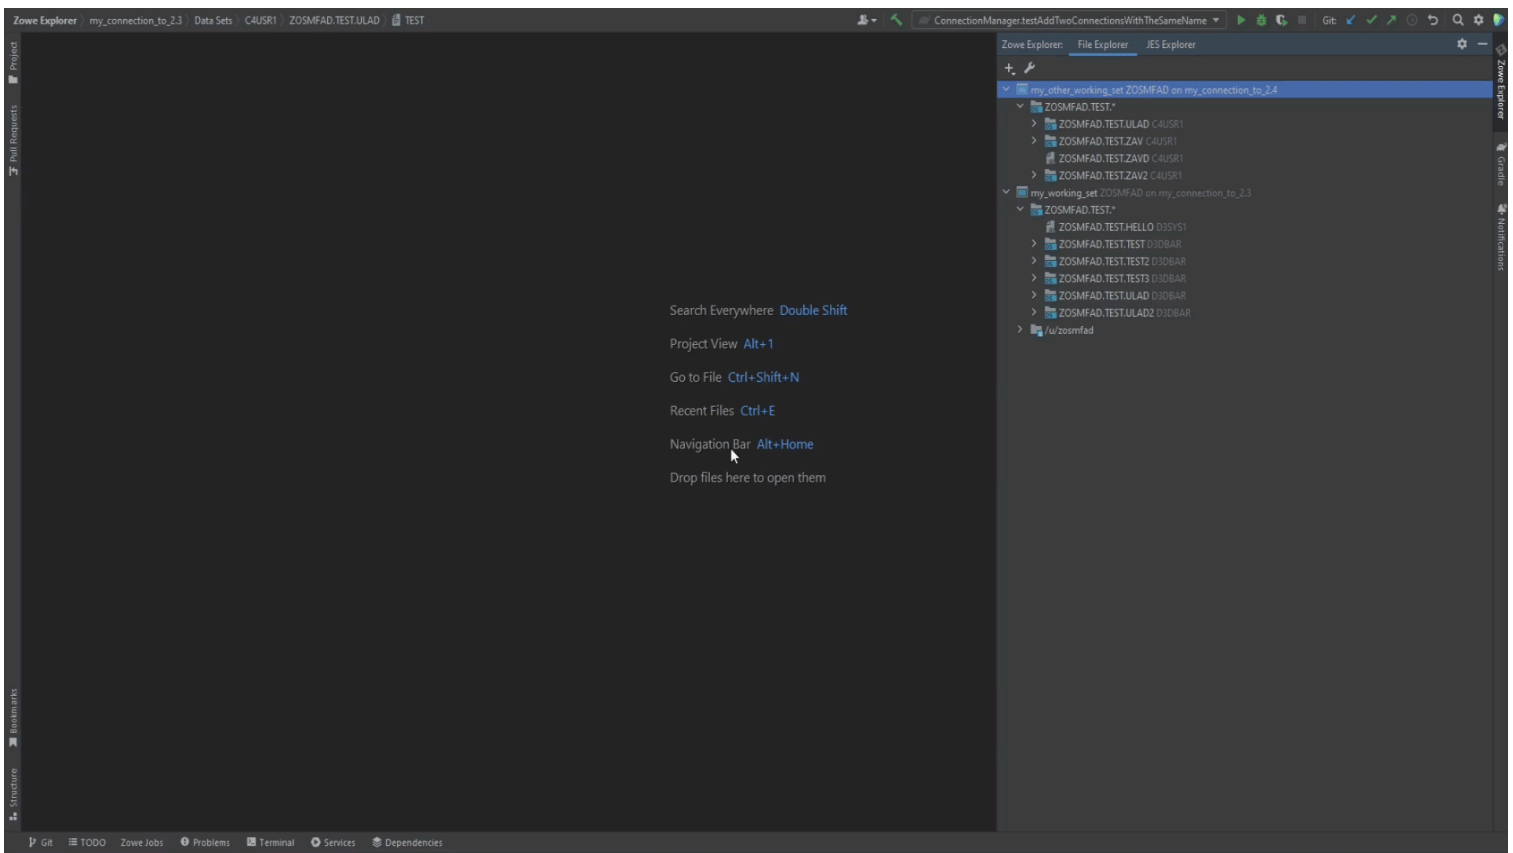 Zowe Explorer my_connection_to_2.3 Data Sets C4USR1 ZOSMFAD.TEST.ULAD TEST
ConnectionManager.testAddTwoConnectionsWithTheSameName
Git:
Project
Pull Requests
Bookmarks
Structure
Search Everywhere Double Shift
Project View Alt+1
Go to File Ctrl+Shift+N
Recent Files Ctrl+E
Navigation Bar Alt+Home
Drop files here to open them
Zowe Explorer: File Explorer JES Explorer
my_other_working_set ZOSMFAD on my_connection_to_2.4
ZOSMFAD.TEST.*
ZOSMFAD.TEST.ULAD C4USR1
ZOSMFAD.TEST.ZAV C4USR1
ZOSMFAD.TEST.ZAVD C4USR1
ZOSMFAD.TEST.ZAV2 C4USR1
my_working_set ZOSMFAD on my_connection_to_2.3
ZOSMFAD.TEST.*
ZOSMFAD.TEST.HELLO D3SYS1
ZOSMFAD.TEST.TEST D3DBAR
ZOSMFAD.TEST.TEST2 D3DBAR
ZOSMFAD.TEST.TEST3 D3DBAR
ZOSMFAD.TEST.ULAD D3DBAR
ZOSMFAD.TEST.ULAD2 D3DBAR
/u/zosmfad
Zowe Explorer
Gradle
Notifications
Git TODO Zowe Jobs Problems Terminal Services Dependencies